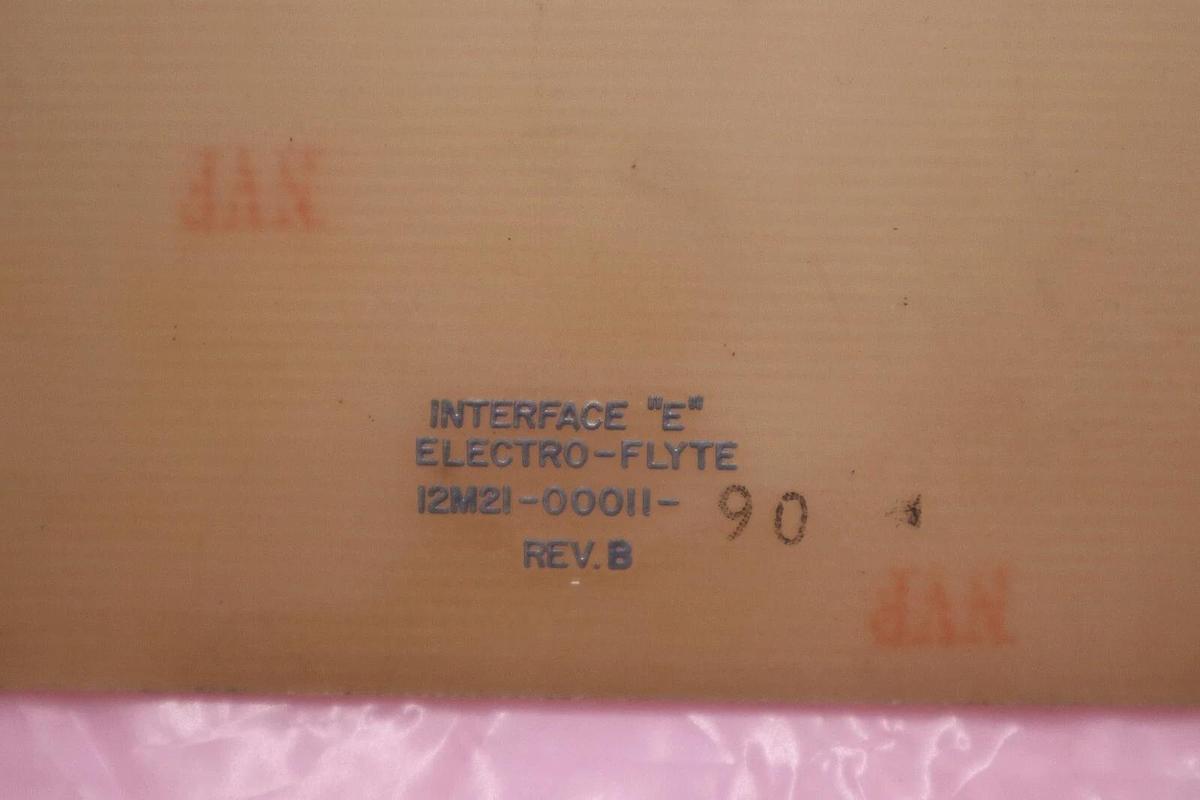 INTERFACE "E"
ELECTRO-FLYTE
12M21-00011- 90
REV. B